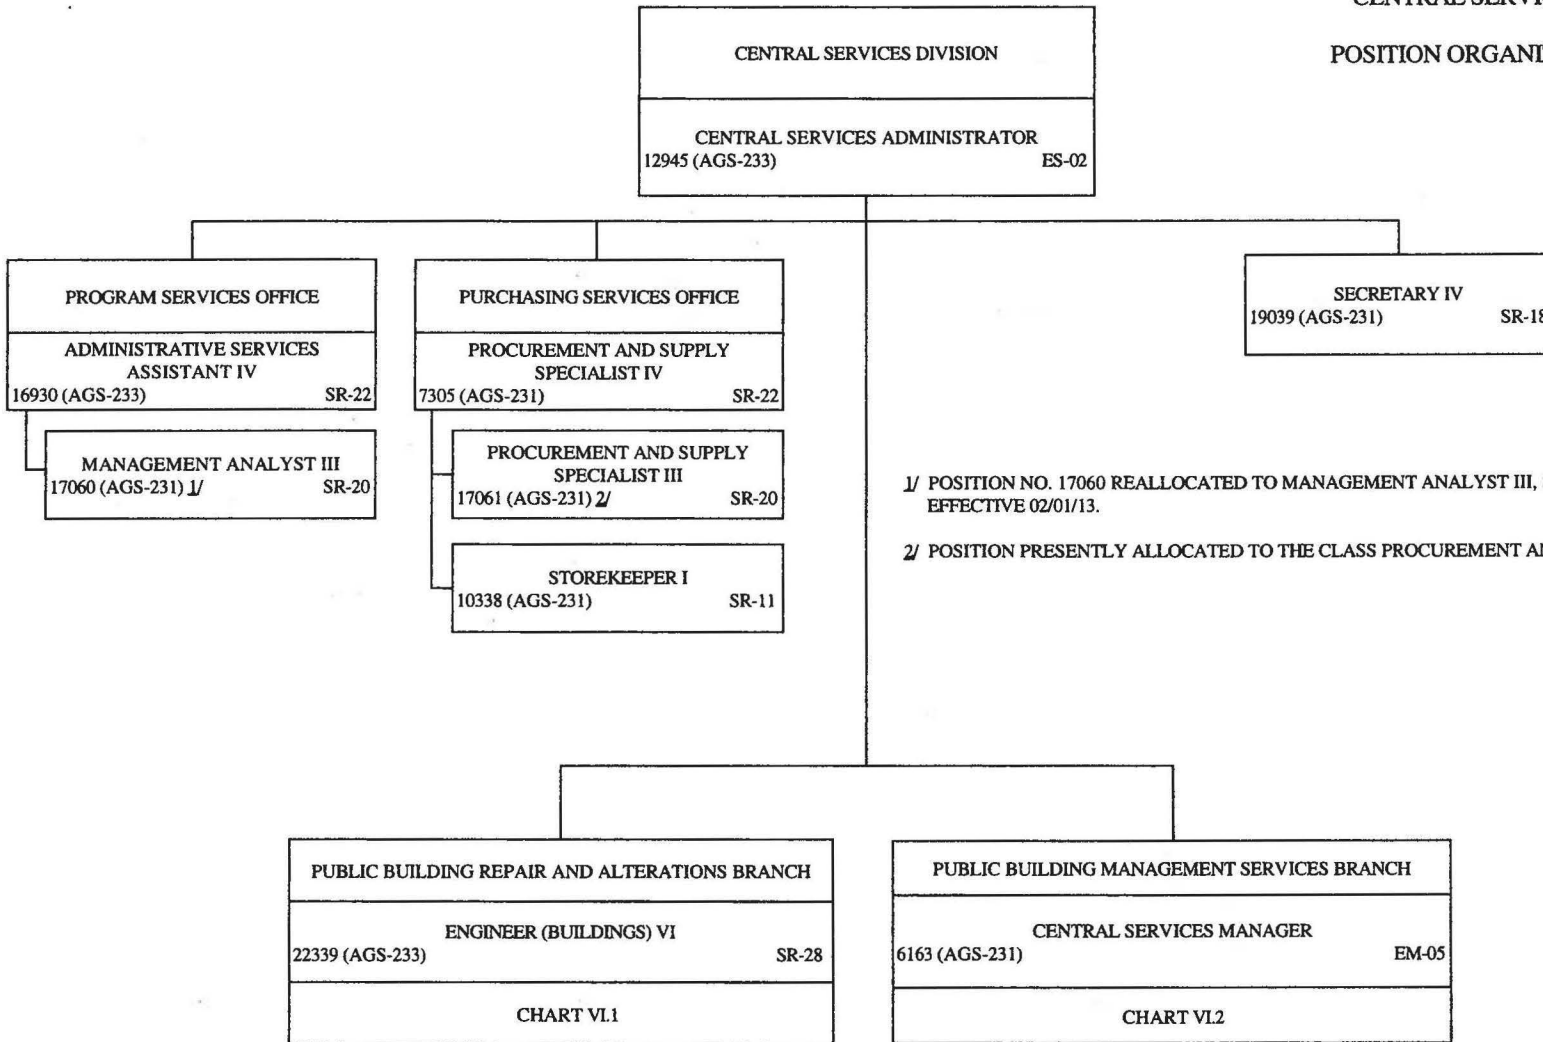 CENTRAL SERVI
POSITION ORGANI
CENTRAL SERVICES DIVISION
CENTRAL SERVICES ADMINISTRATOR
12945 (AGS-233) ES-02
PROGRAM SERVICES OFFICE
ADMINISTRATIVE SERVICES
ASSISTANT IV
16930 (AGS-233) SR-22
MANAGEMENT ANALYST III
17060 (AGS-231) 1/ SR-20
PURCHASING SERVICES OFFICE
PROCUREMENT AND SUPPLY
SPECIALIST IV
7305 (AGS-231) SR-22
PROCUREMENT AND SUPPLY
SPECIALIST III
17061 (AGS-231) 2/ SR-20
STOREKEEPER I
10338 (AGS-231) SR-11
SECRETARY IV
19039 (AGS-231) SR-18
1/ POSITION NO. 17060 REALLOCATED TO MANAGEMENT ANALYST III,
EFFECTIVE 02/01/13.
2/ POSITION PRESENTLY ALLOCATED TO THE CLASS PROCUREMENT AN
PUBLIC BUILDING REPAIR AND ALTERATIONS BRANCH
ENGINEER (BUILDINGS) VI
22339 (AGS-233) SR-28
CHART VI.1
PUBLIC BUILDING MANAGEMENT SERVICES BRANCH
CENTRAL SERVICES MANAGER
6163 (AGS-231) EM-05
CHART VI.2